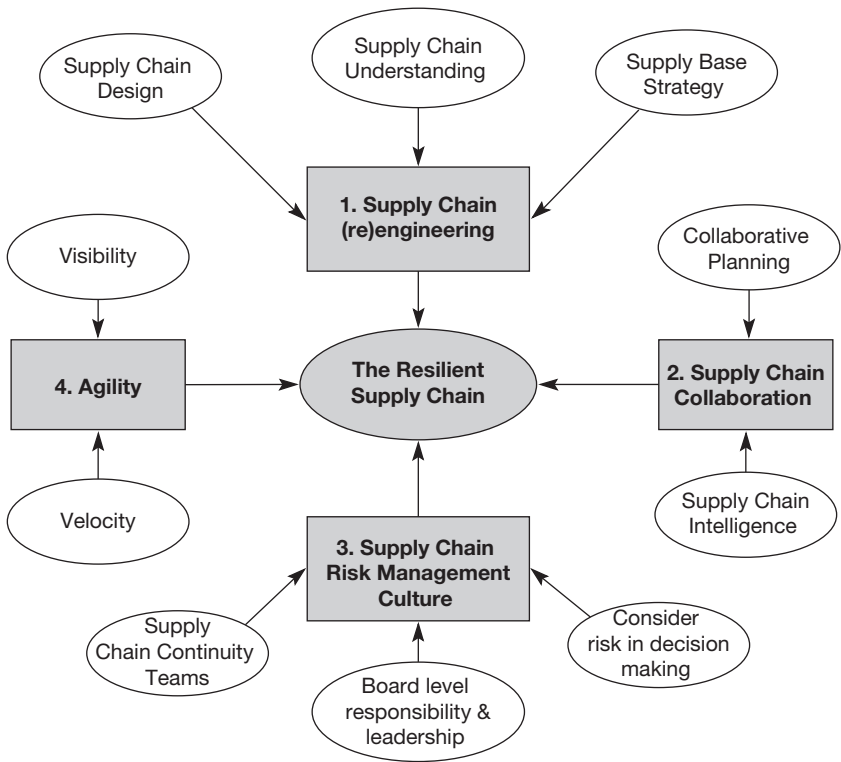 Supply Chain
Design
Supply Chain
Understanding
Supply Base
Strategy
1. Supply Chain
(re)engineering
Visibility
Collaborative
Planning
4. Agility
The Resilient
Supply Chain
2. Supply Chain
Collaboration
Velocity
Supply Chain
Intelligence
3. Supply Chain
Risk Management
Culture
Supply
Chain Continuity
Teams
Board level
responsibility &
leadership
Consider
risk in decision
making